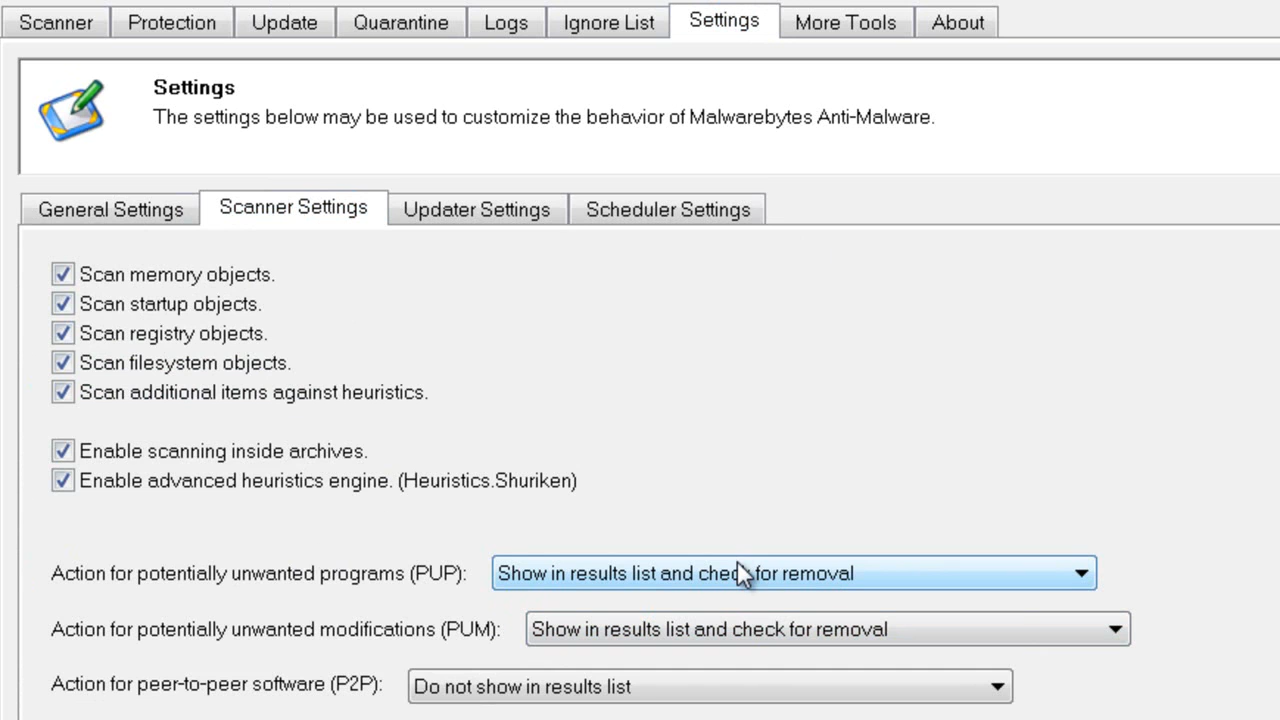 Scanner Protection Update Quarantine Logs Ignore List Settings More Tools About
Settings
The settings below may be used to customize the behavior of Malwarebytes Anti-Malware.
General Settings Scanner Settings Updater Settings Scheduler Settings
Scan memory objects.
Scan startup objects.
Scan registry objects.
Scan filesystem objects.
Scan additional items against heuristics.
Enable scanning inside archives.
Enable advanced heuristics engine. (Heuristics.Shuriken)
Action for potentially unwanted programs (PUP): Show in results list and check for removal
Action for potentially unwanted modifications (PUM): Show in results list and check for removal
Action for peer-to-peer software (P2P): Do not show in results list